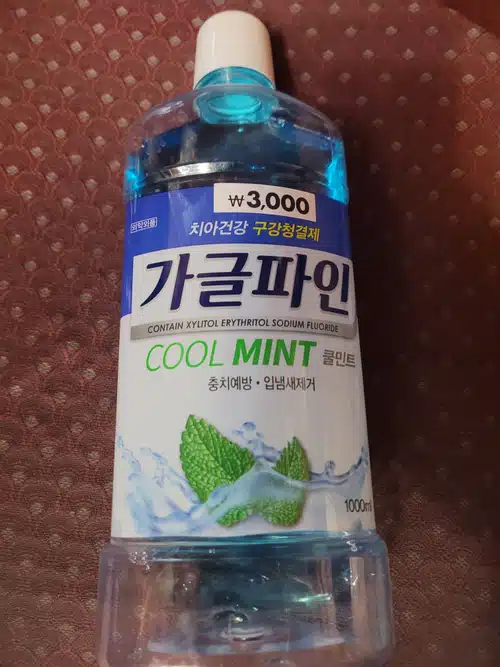 ₩3,000
의약외품
치아건강 구강청결제
가글파인
CONTAIN XYLITOL ERYTHRITOL SODIUM FLUORIDE
COOL MINT 쿨민트
충치예방 · 입냄새제거
1000ml